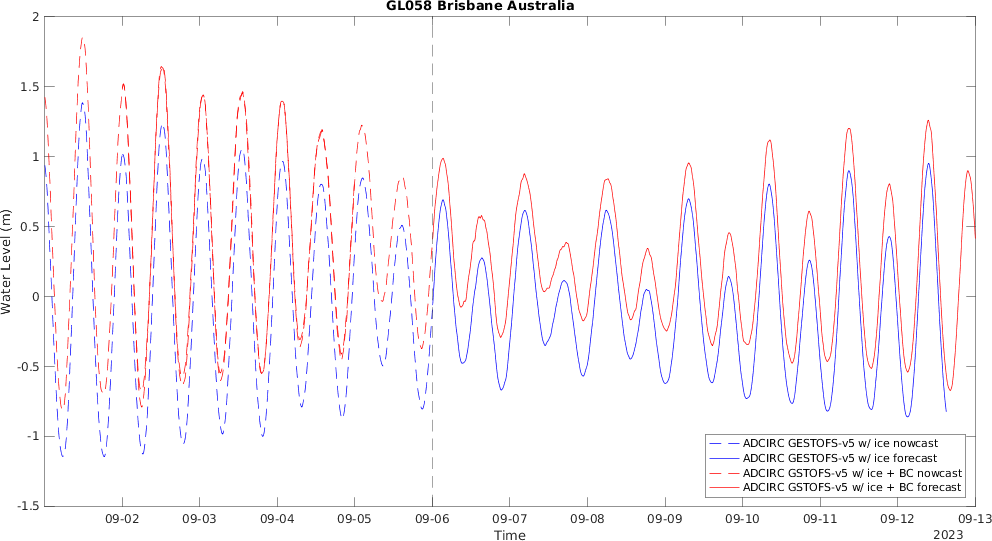 GL058 Brisbane Australia
2
1.5
1
0.5
0
-0.5
-1
-1.5
Water Level (m)
ADCIRC GESTOFS-v5 w/ ice nowcast
ADCIRC GESTOFS-v5 w/ ice forecast
ADCIRC GSTOFS-v5 w/ ice + BC nowcast
ADCIRC GSTOFS-v5 w/ ice + BC forecast
09-02 09-03 09-04 09-05 09-06 09-07 09-08 09-09 09-10 09-11 09-12 09-13
Time
2023